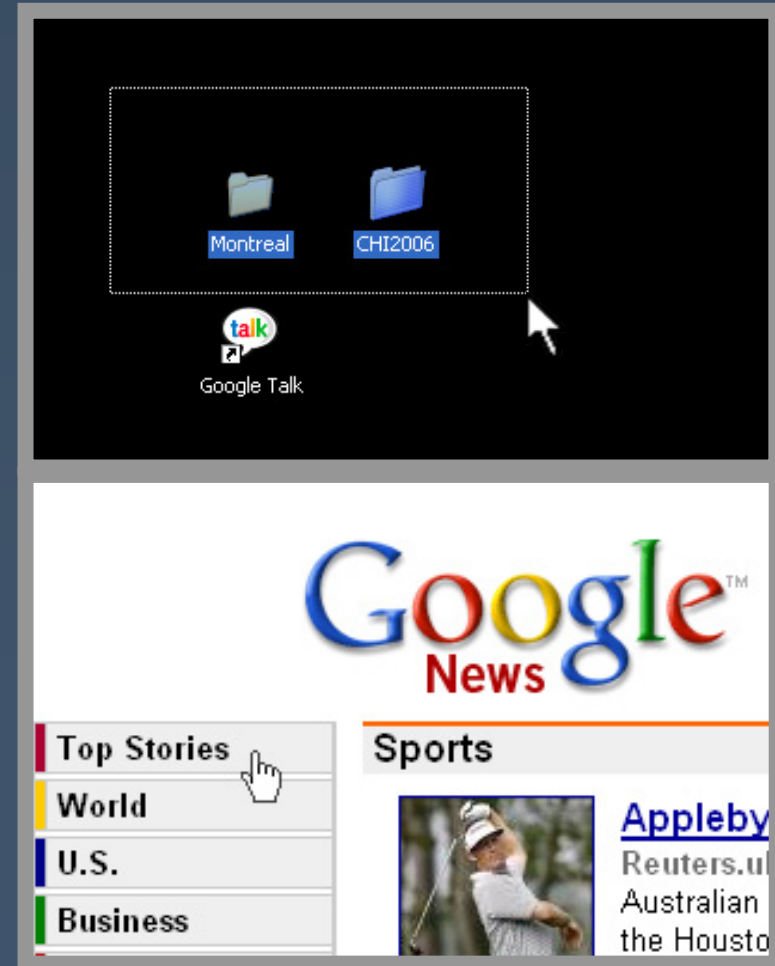 Montreal CHI2006
talk
Google Talk
Google™
News
Top Stories
World
U.S.
Business
Sports
Appleby
Reuters.u
Australian
the Housto